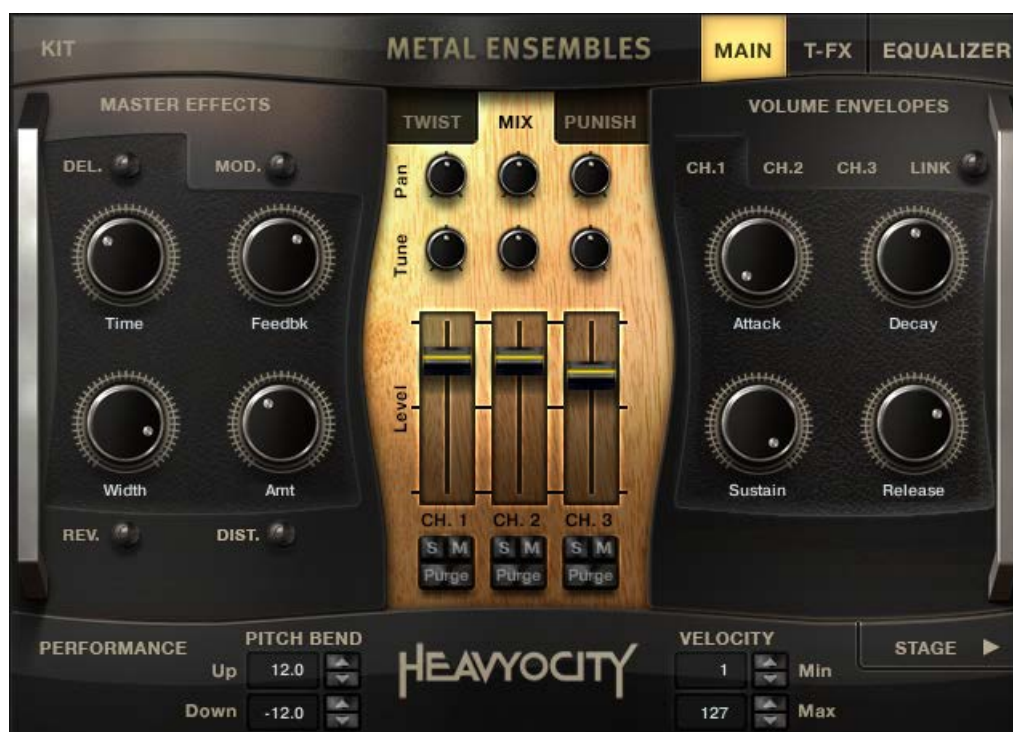 KIT
METAL ENSEMBLES
MAIN
T-FX
EQUALIZER
MASTER EFFECTS
DEL.
MOD.
Time
Feedbk
Width
Amt
REV.
DIST.
TWIST
MIX
PUNISH
Pan
Tune
Level
CH. 1
CH. 2
CH. 3
S M
S M
S M
Purge
Purge
Purge
VOLUME ENVELOPES
CH.1
CH.2
CH.3
LINK
Attack
Decay
Sustain
Release
PERFORMANCE
PITCH BEND
Up 12.0
Down -12.0
HEAVYOCITY
VELOCITY
1 Min
127 Max
STAGE